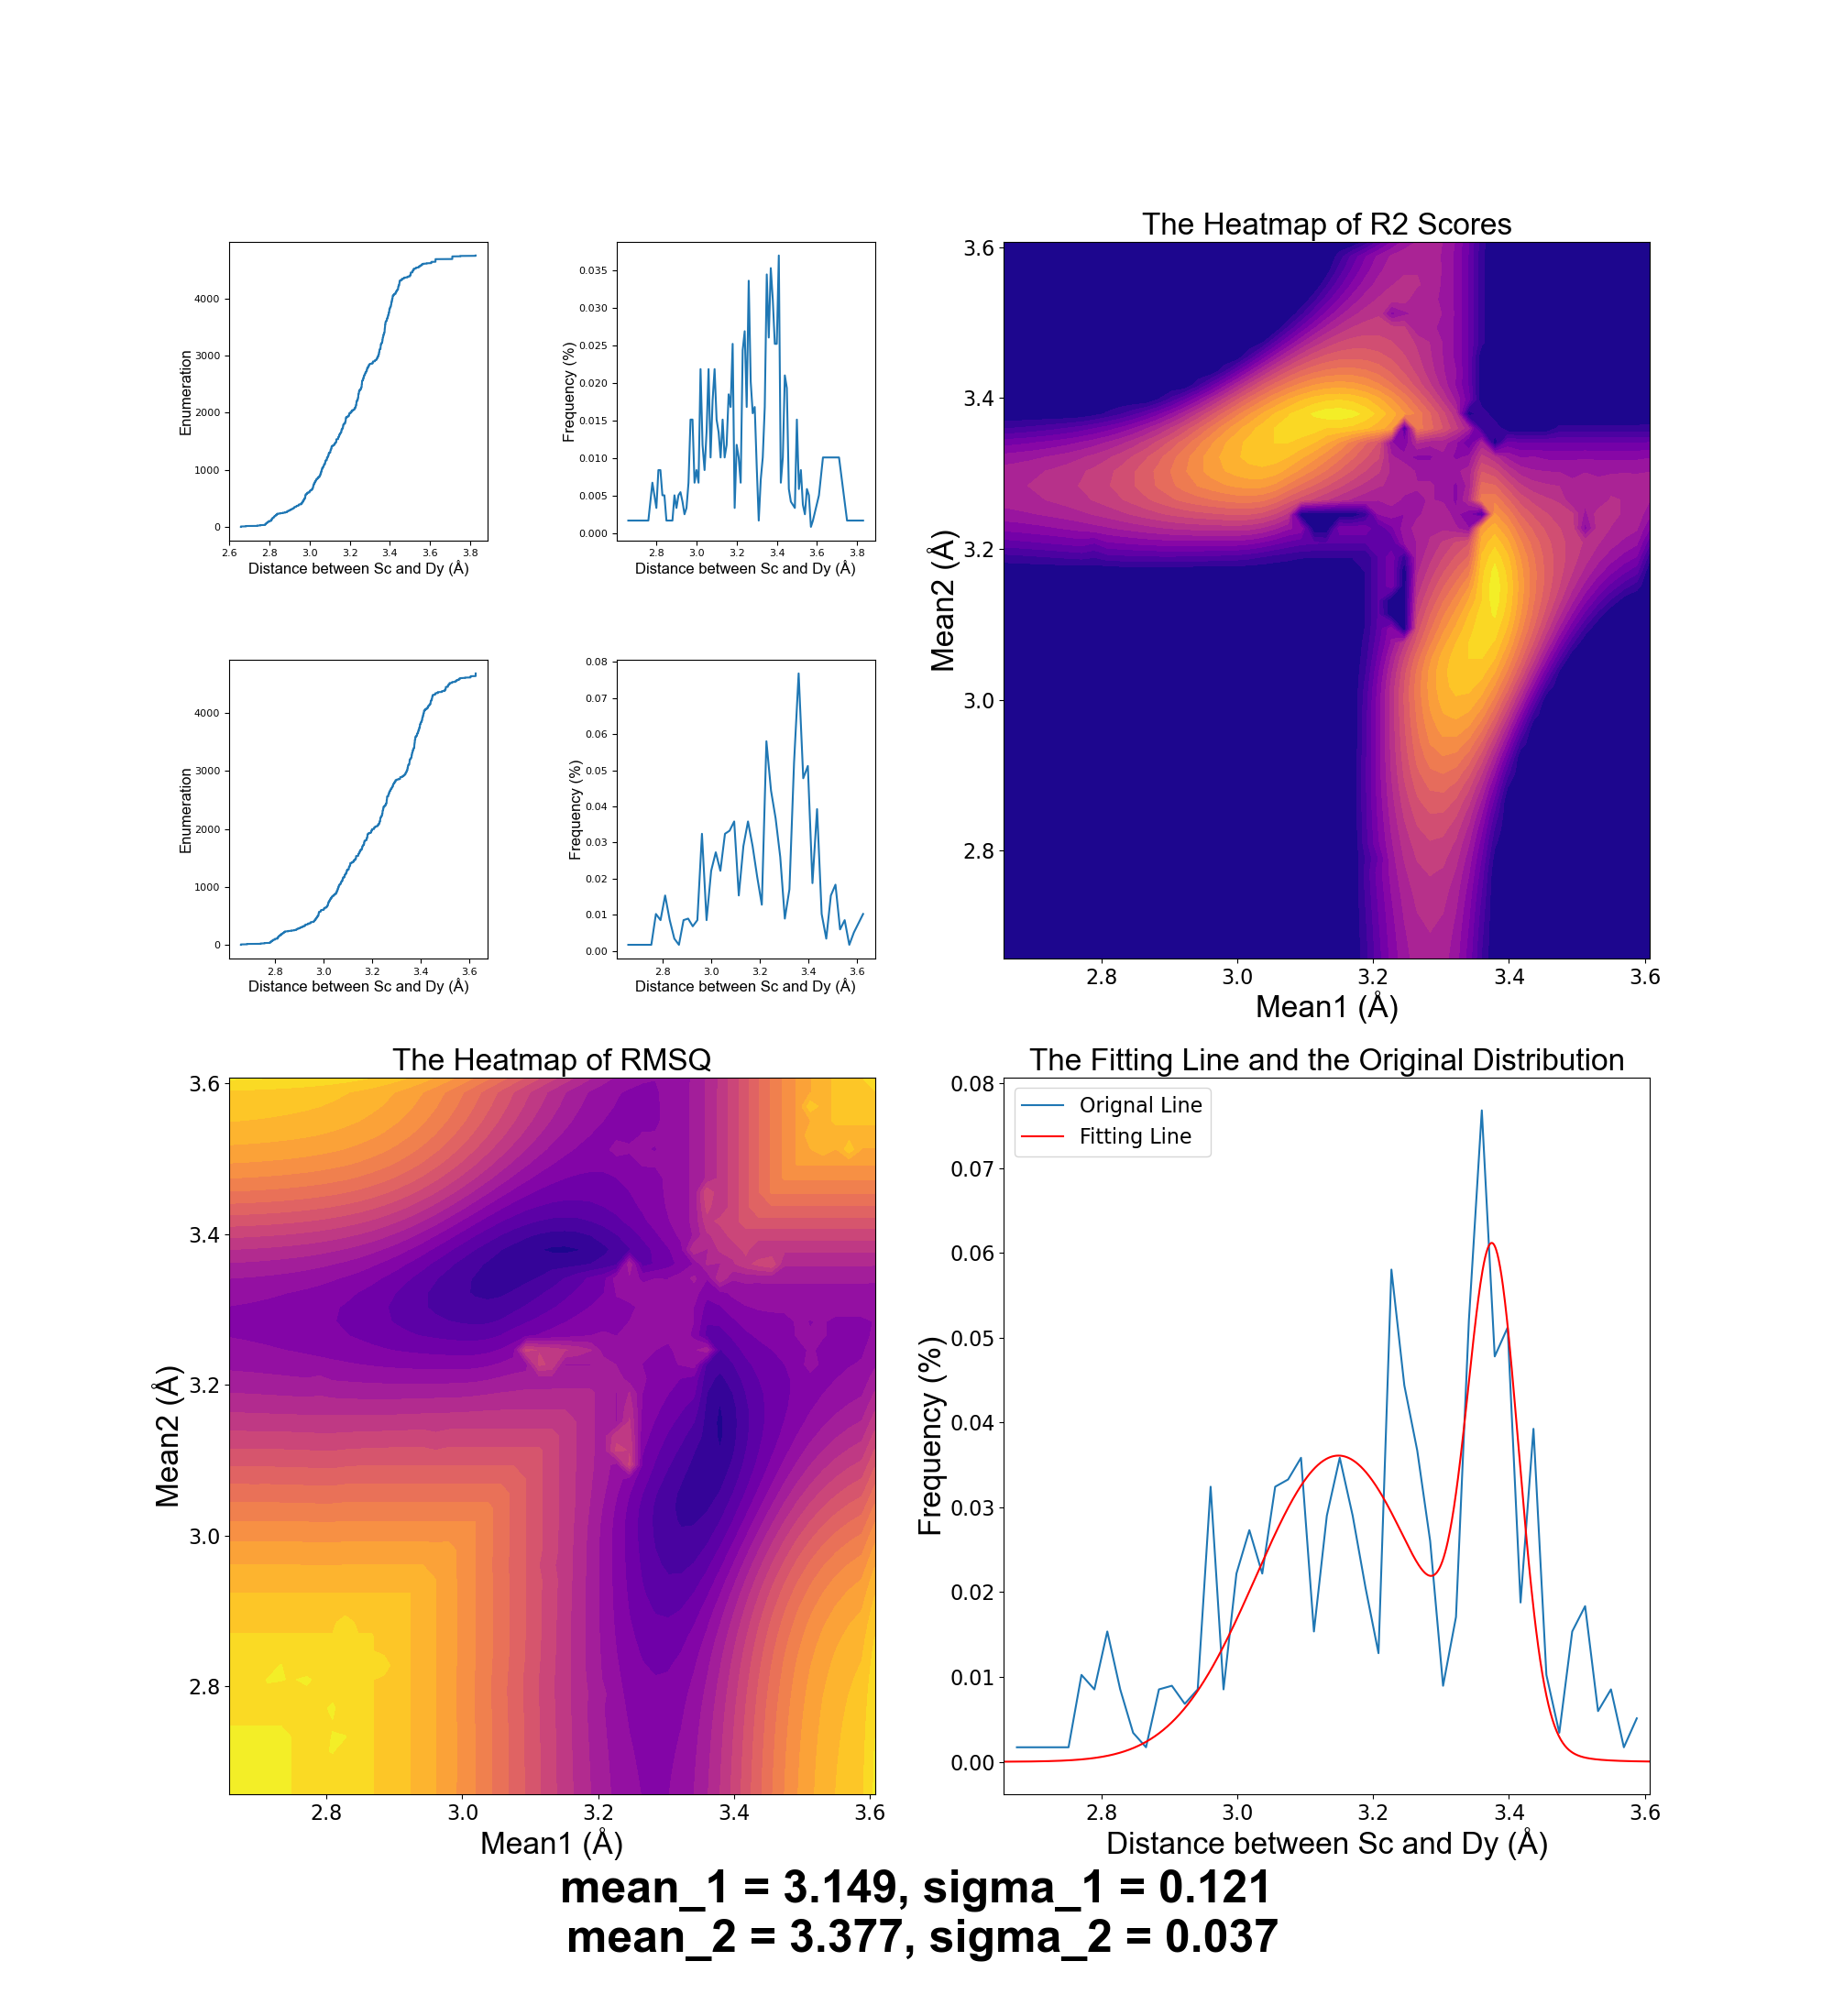 The Heatmap of R2 Scores
Enumeration
4000
3000
2000
1000
0
2.6 2.8 3.0 3.2 3.4 3.6 3.8
Distance between Sc and Dy (Å)
Frequency (%)
0.035
0.030
0.025
0.020
0.015
0.010
0.005
0.000
2.8 3.0 3.2 3.4 3.6 3.8
Distance between Sc and Dy (Å)
Mean2 (Å)
3.6
3.4
3.2
3.0
2.8
2.8 3.0 3.2 3.4 3.6
Mean1 (Å)
Enumeration
4000
3000
2000
1000
0
2.8 3.0 3.2 3.4 3.6
Distance between Sc and Dy (Å)
Frequency (%)
0.08
0.07
0.06
0.05
0.04
0.03
0.02
0.01
0.00
2.8 3.0 3.2 3.4 3.6
Distance between Sc and Dy (Å)
The Heatmap of RMSQ
Mean2 (Å)
3.6
3.4
3.2
3.0
2.8
2.8 3.0 3.2 3.4 3.6
Mean1 (Å)
The Fitting Line and the Original Distribution
Orignal Line
Fitting Line
Frequency (%)
0.08
0.07
0.06
0.05
0.04
0.03
0.02
0.01
0.00
2.8 3.0 3.2 3.4 3.6
Distance between Sc and Dy (Å)
mean_1 = 3.149, sigma_1 = 0.121
mean_2 = 3.377, sigma_2 = 0.037